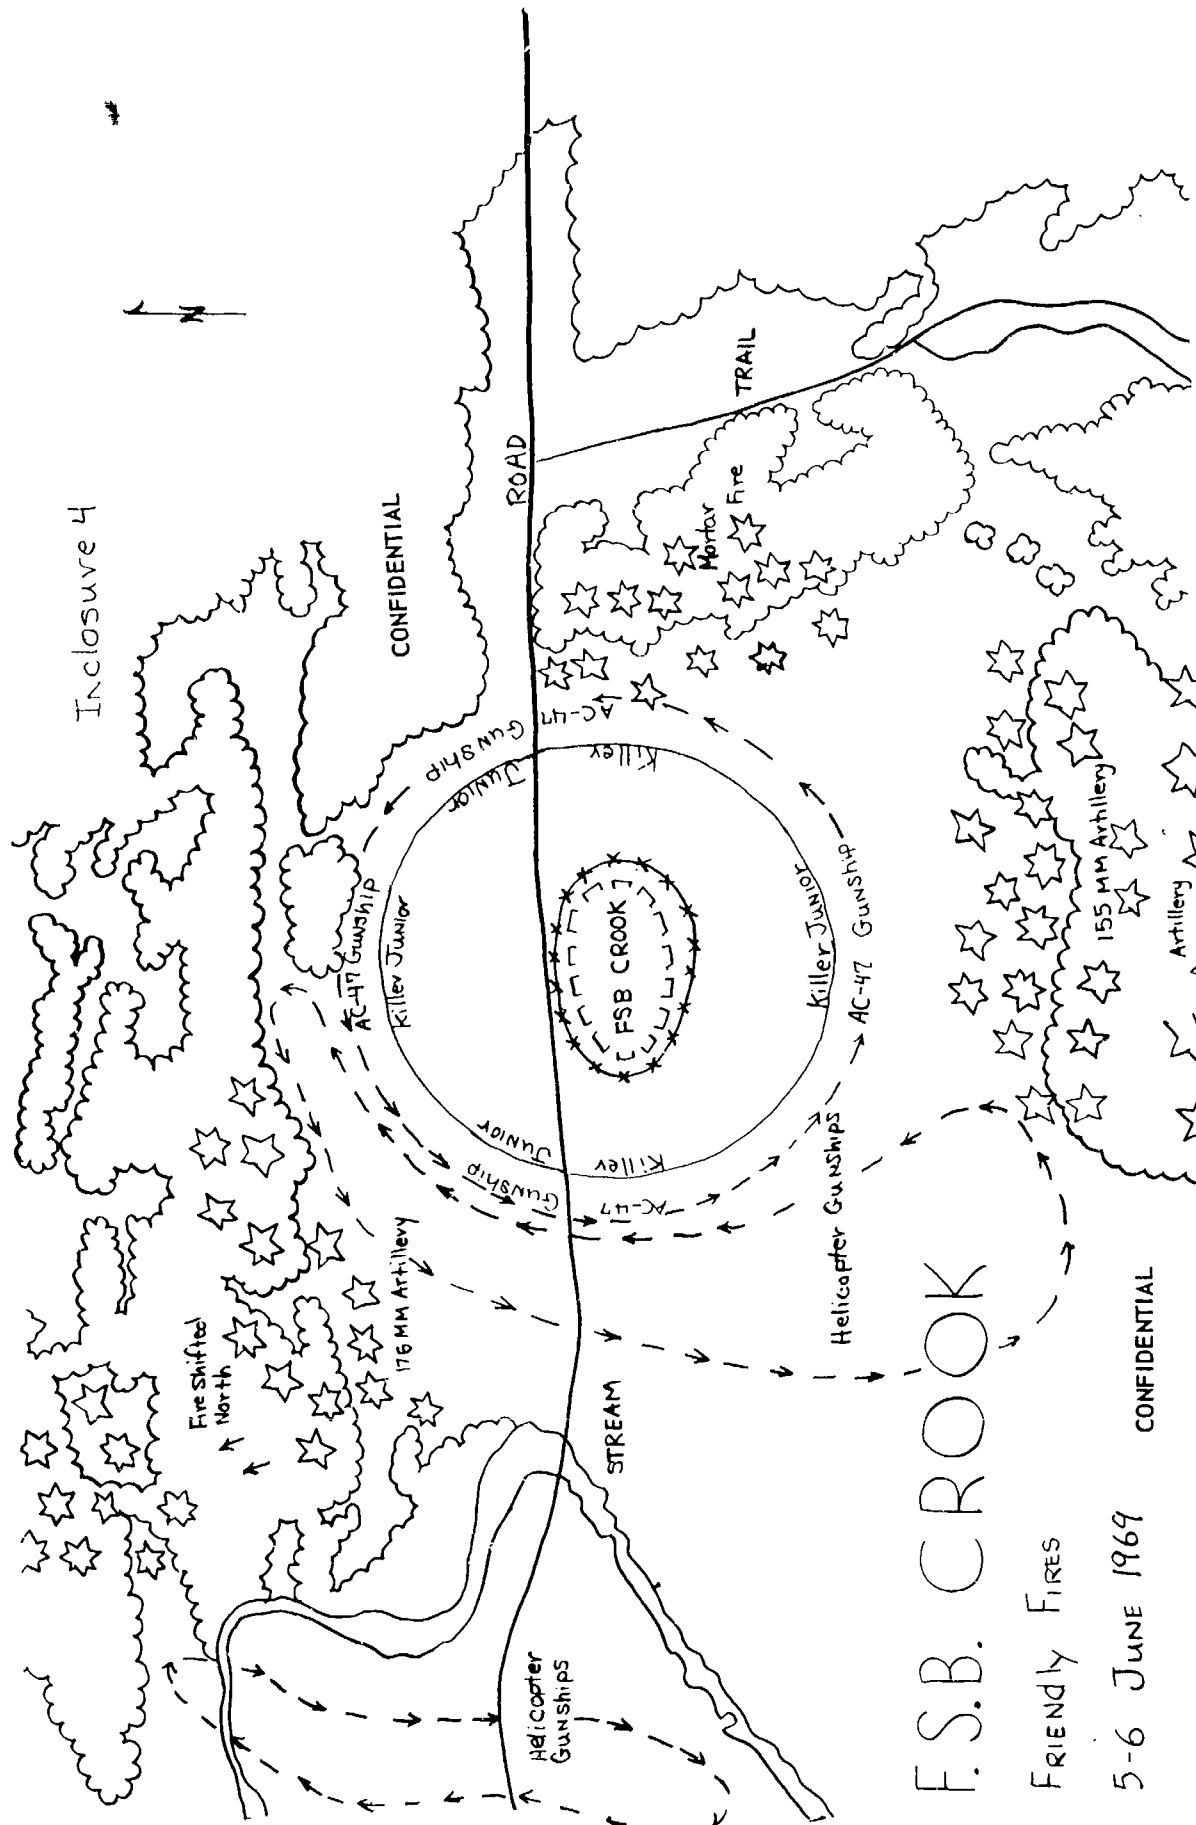 Inclosure 4
N
Fire Shifted
North
CONFIDENTIAL
176 MM Artillery
AC-47 Gunship
Killer Junior
Gunship
Junior
Gunship
Junior
ROAD
Helicopter
Gunships
AC-47
Killer
AC-47
Killer
STREAM
FSB CROOK
Mortar
Fire
TRAIL
Killer Junior
Helicopter Gunships
AC-47 Gunship
F.S.B. CROOK
155 MM Artillery
Friendly Fires
Artillery
5-6 June 1969
CONFIDENTIAL